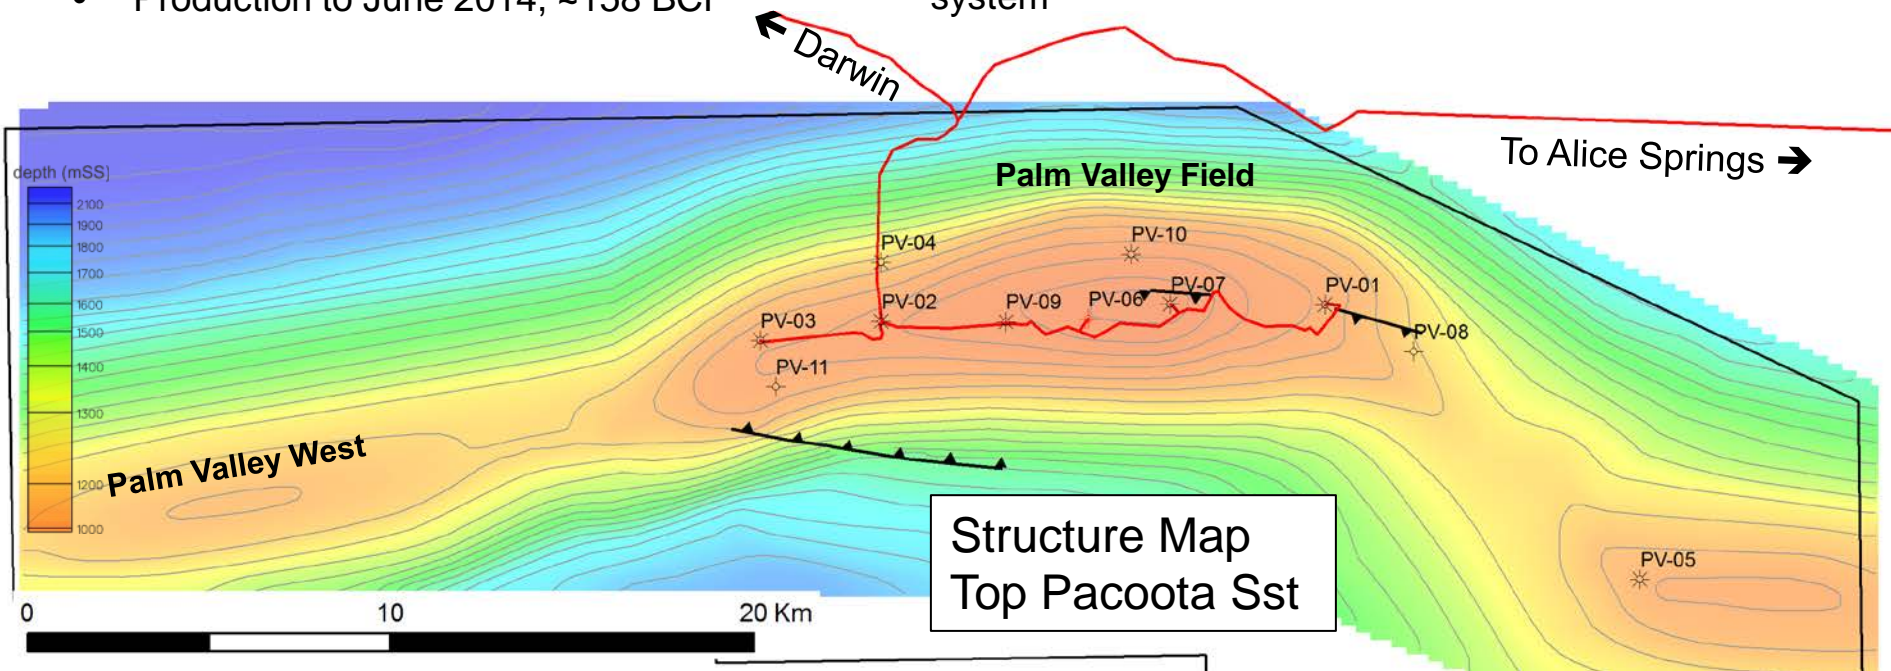 Production to June 2014, ~158 BCF
system
Darwin
To Alice Springs
Palm Valley Field
depth (mSS)
2100
1900
1800
1700
1600
1500
1400
1300
1200
1000
PV-04
PV-10
PV-02
PV-09
PV-06
PV-07
PV-01
PV-03
PV-08
PV-11
Palm Valley West
Structure Map
Top Pacoota Sst
PV-05
0
10
20 Km